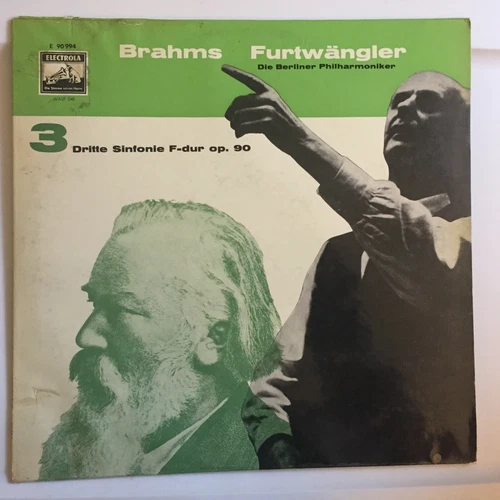 E 90 994
ELECTROLA
Brahms Furtwängler
Die Berliner Philharmoniker
3 Dritte Sinfonie F-dur op. 90